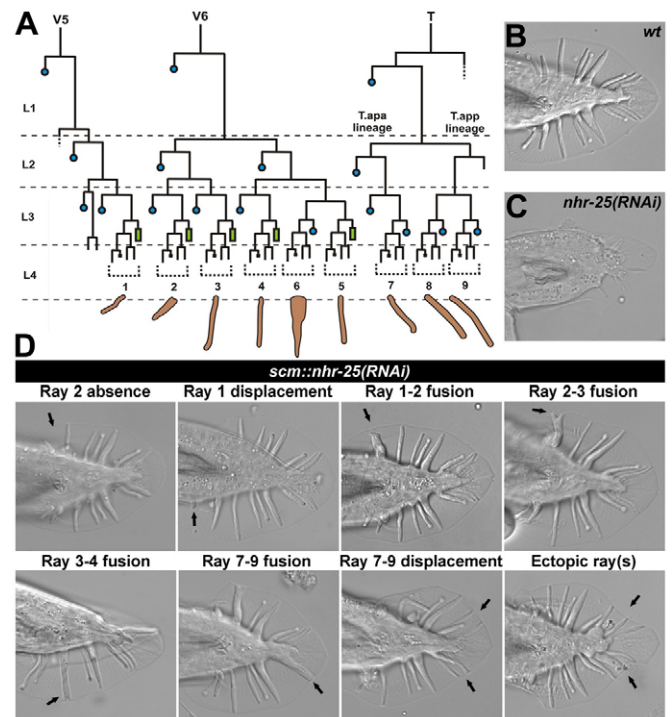 A
V5 V6 T
B
wt
L1
T.apa T.app
lineage lineage
L2
C
nhr-25(RNAi)
L3
L4
1 2 3 4 6 5 7 8 9
D
scm::nhr-25(RNAi)
Ray 2 absence Ray 1 displacement Ray 1-2 fusion Ray 2-3 fusion
Ray 3-4 fusion Ray 7-9 fusion Ray 7-9 displacement Ectopic ray(s)